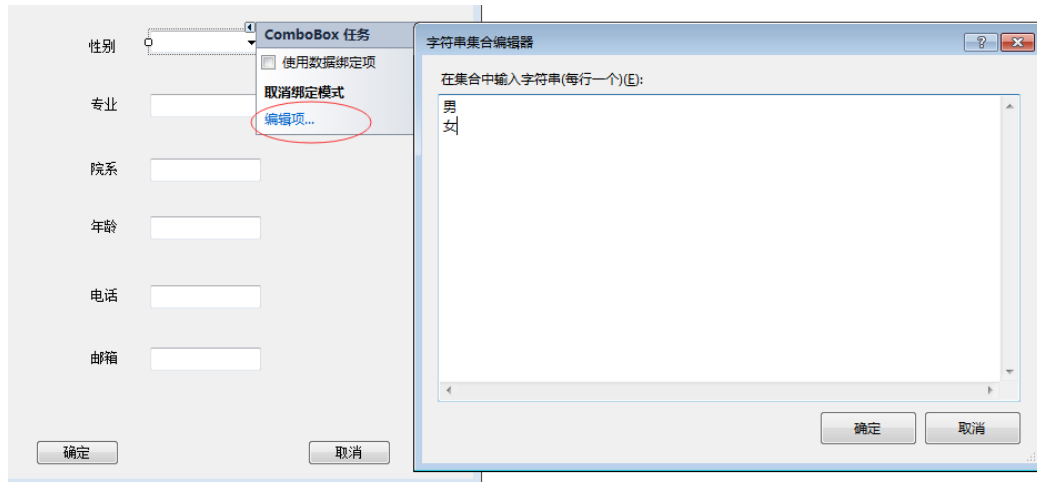 性别
ComboBox 任务
使用数据绑定项
取消绑定模式
编辑项...
专业
院系
年龄
电话
邮箱
确定
取消
字符串集合编辑器
在集合中输入字符串(每行一个)(E):
男
女
确定
取消